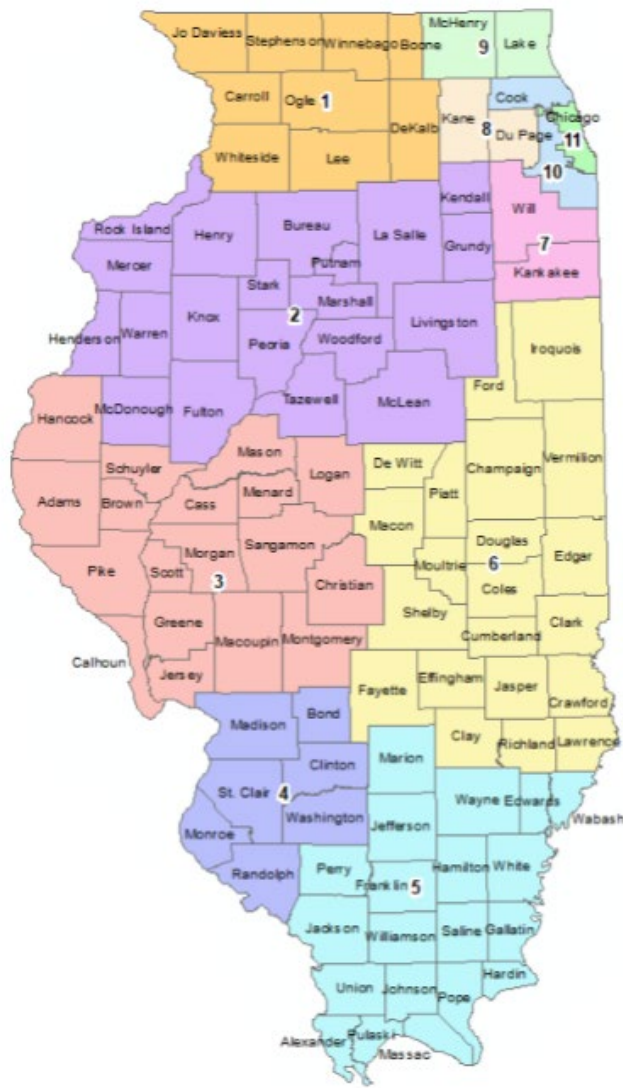 McHenry
Jo Daviess
Stephenson
Winnebago
Boone
9
Lake
Carroll
Ogle
1
DeKalb
Kane
Cook
Chicago
8
Du Page
11
Whiteside
Lee
10
Kendall
Will
Rock Island
Henry
Bureau
La Salle
Grundy
7
Mercer
Putnam
Kankakee
Stark
Knox
2
Marshall
Henderson
Warren
Peoria
Woodford
Livingston
Iroquois
Ford
McDonough
Fulton
Tazewell
McLean
Hancock
Mason
Schuyler
Logan
De Witt
Champaign
Vermilion
Adams
Brown
Cass
Menard
Piatt
Macon
Morgan
Sangamon
Douglas
Pike
Scott
3
Christian
Moultrie
6
Edgar
Coles
Greene
Shelby
Macoupin
Montgomery
Cumberland
Clark
Calhoun
Jersey
Effingham
Fayette
Jasper
Crawford
Madison
Bond
Clay
Richland
Lawrence
Marion
Clinton
St. Clair
4
Wayne
Edwards
Wabash
Washington
Jefferson
Monroe
Randolph
Perry
Hamilton
White
Franklin
5
Jackson
Williamson
Saline
Gallatin
Union
Johnson
Pope
Hardin
Alexander
Pulaski
Massac